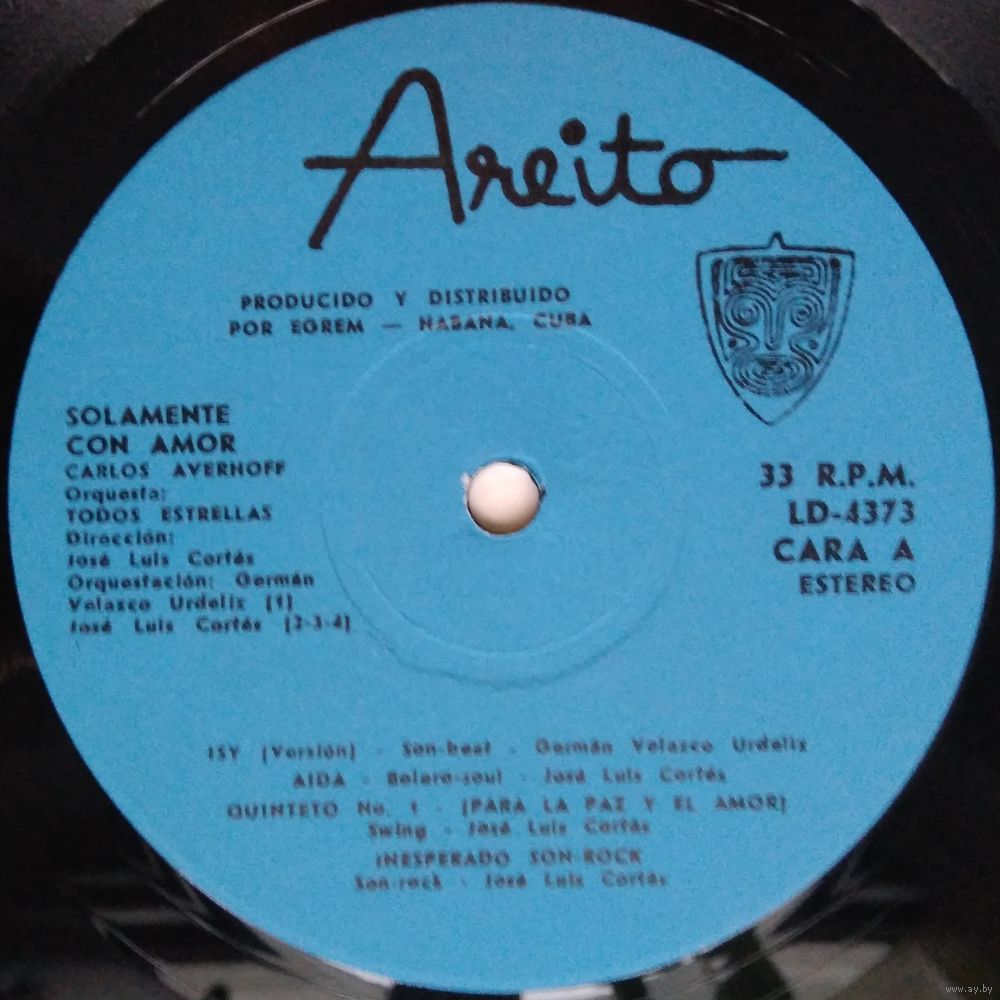 Areito
PRODUCIDO Y DISTRIBUIDO
POR EGREM — HABANA, CUBA
SOLAMENTE
CON AMOR
CARLOS AVERHOFF
Orquesta:
TODOS ESTRELLAS
Dirección:
José Luis Cortés
Orquestación: Germán
Velazco Urdeliz (1)
José Luis Cortés (2-3-4)
33 R.P.M.
LD-4373
CARA A
ESTEREO
ISY (Versión) - Son-beat - Germán Velazco Urdeliz
AIDA - Bolero-soul - José Luis Cortés
QUINTETO No. 1 - (PARA LA PAZ Y EL AMOR)
Swing - José Luis Cortés
INESPERADO SON-ROCK
Son-rock - José Luis Cortés
www.ay.by